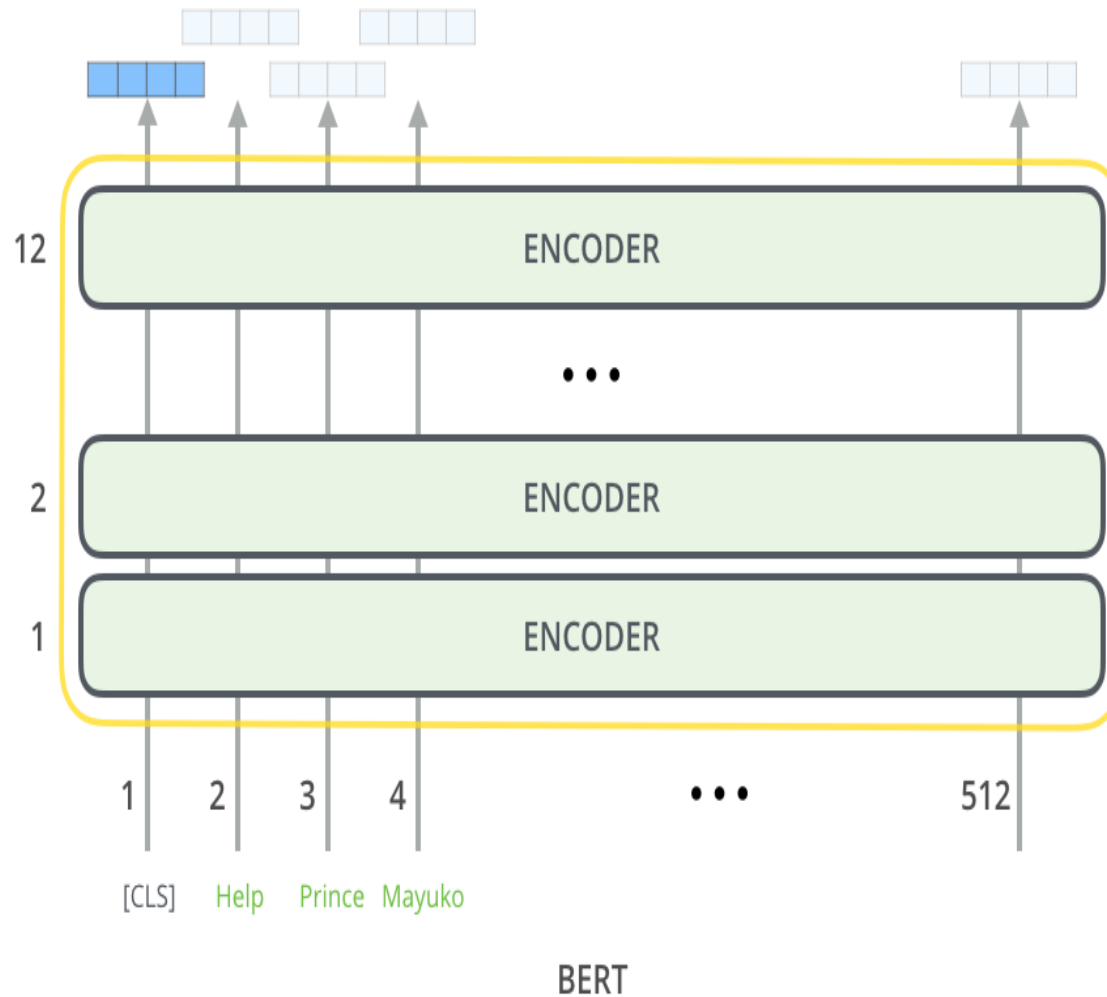 12 ENCODER
...
2 ENCODER
1 ENCODER
1 2 3 4 ... 512
[CLS] Help Prince Mayuko
BERT